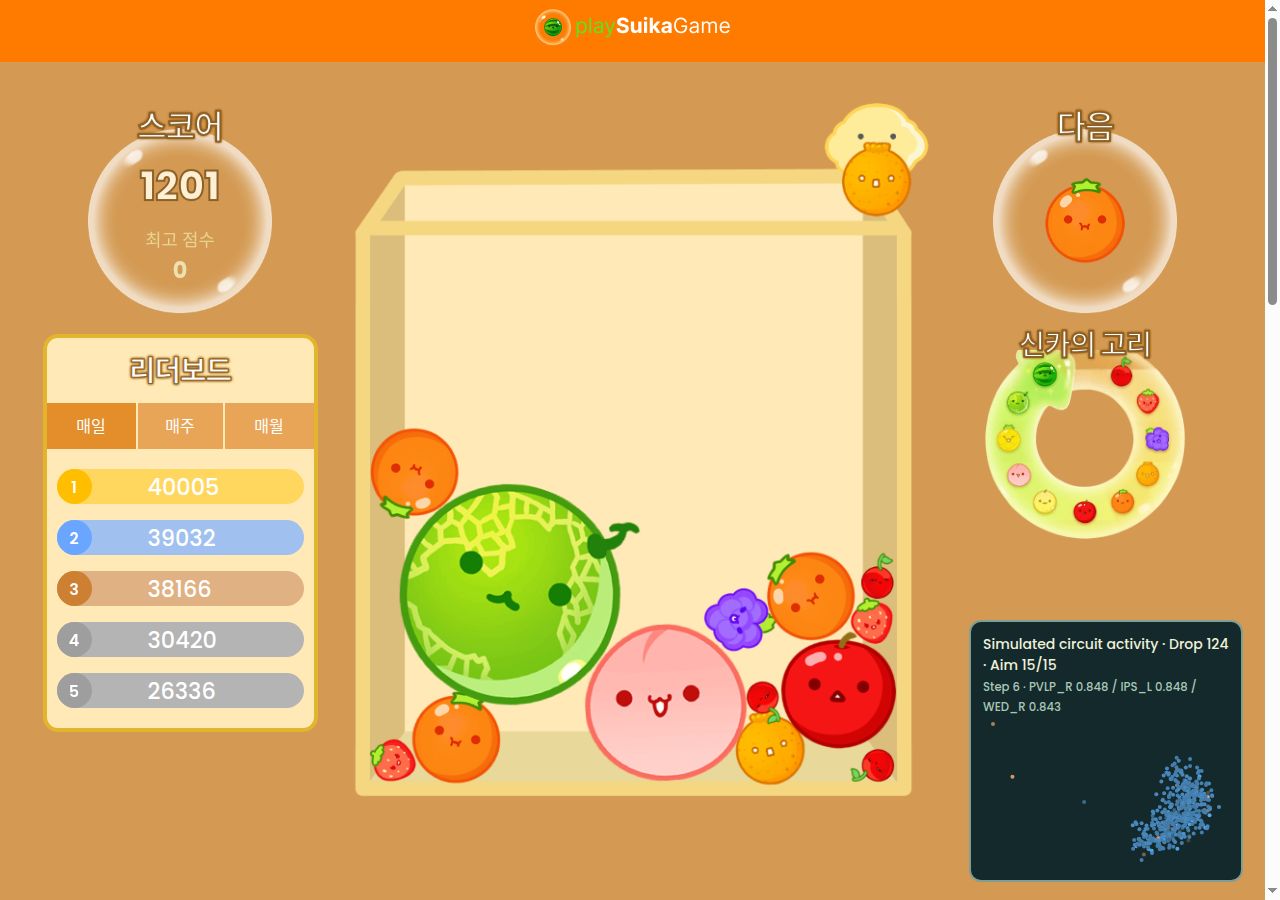 playSuikaGame
스코어
1201
최고 점수
0
다음
신카의 고리
리더보드
매일 매주 매월
1 40005
2 39032
3 38166
4 30420
5 26336
Simulated circuit activity · Drop 124
· Aim 15/15
Step 6 · PVLP_R 0.848 / IPS_L 0.848 /
WED_R 0.843